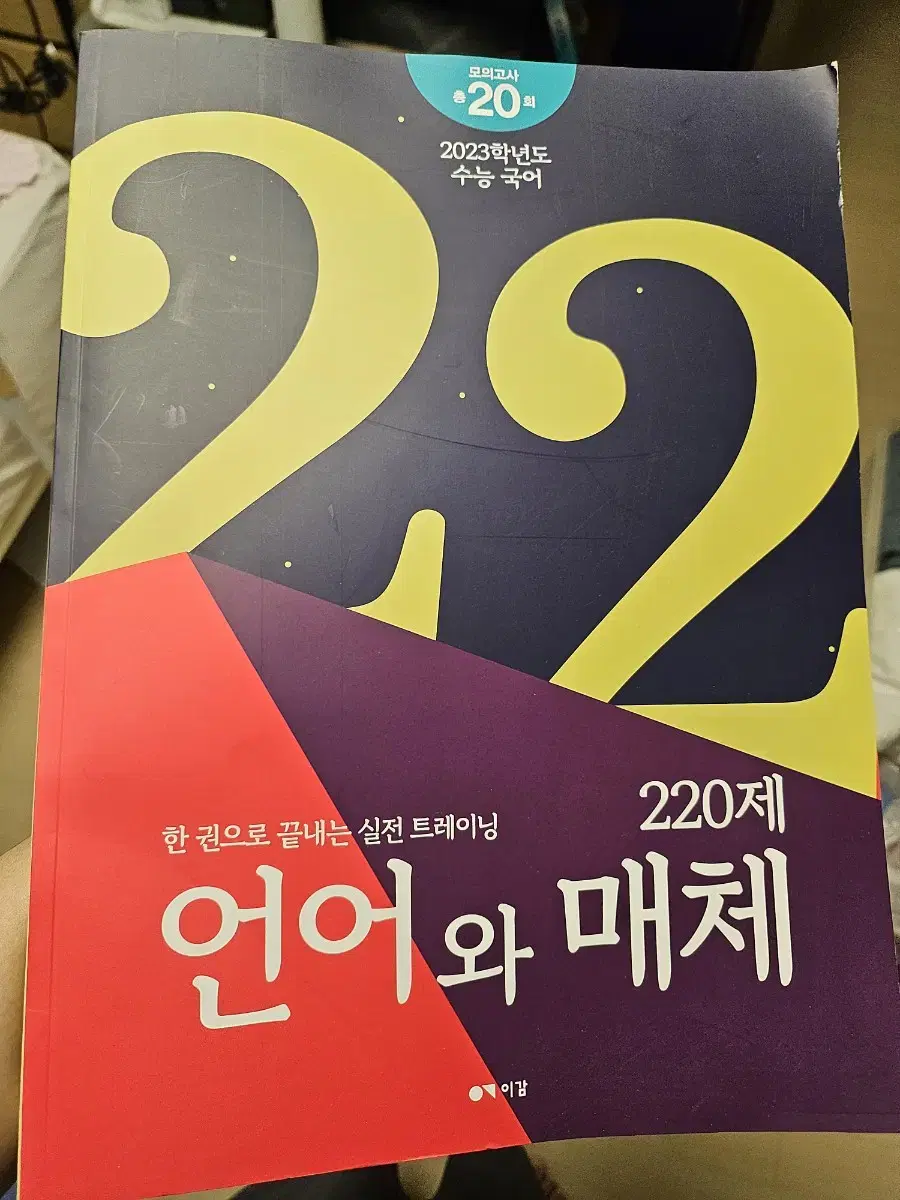 모의고사
총 20 회
2023학년도
수능 국어
22
220제
한 권으로 끝내는 실전 트레이닝
언어와 매체
이감